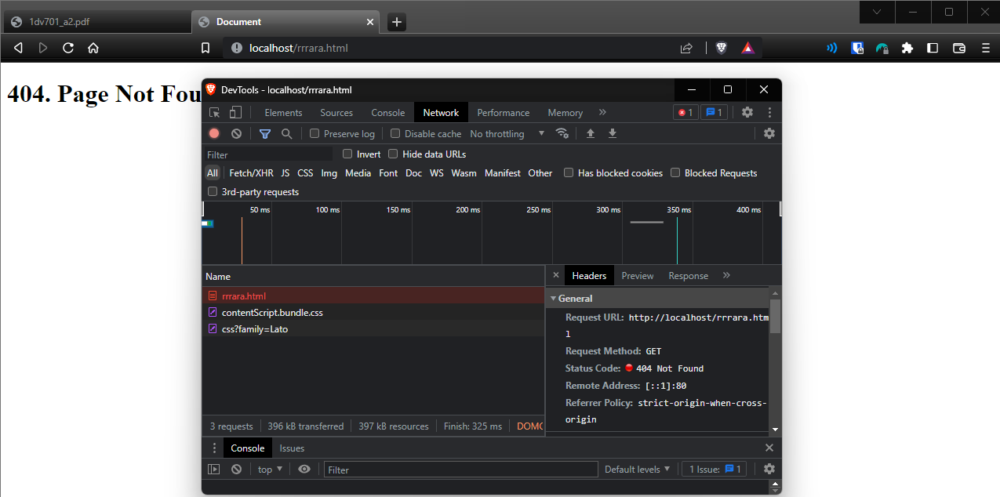 1dv701_a2.pdf
Document
localhost/rrrara.html
404. Page Not Fou
DevTools - localhost/rrrara.html
Elements Sources Console Network Performance Memory » 1 1
Preserve log Disable cache No throttling
Filter Invert Hide data URLs
All Fetch/XHR JS CSS Img Media Font Doc WS Wasm Manifest Other Has blocked cookies Blocked Requests
3rd-party requests
50 ms 100 ms 150 ms 200 ms 250 ms 300 ms 350 ms 400 ms
Name
rrrara.html
contentScript.bundle.css
css?family=Lato
3 requests 396 kB transferred 397 kB resources Finish: 325 ms DOMC
Headers Preview Response »
General
Request URL: http://localhost/rrrara.htm
l
Request Method: GET
Status Code: 404 Not Found
Remote Address: [::1]:80
Referrer Policy: strict-origin-when-cross-
origin
Console Issues
top Filter Default levels 1 Issue: 1